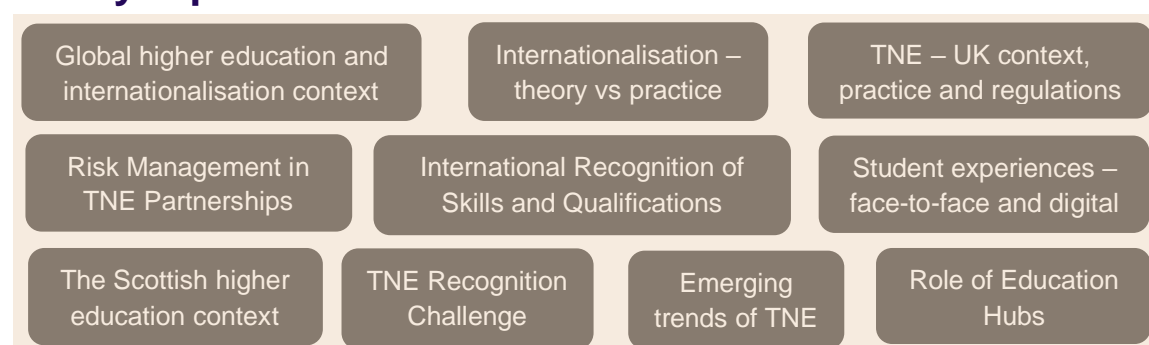 Global higher education and
internationalisation context
Internationalisation –
theory vs practice
TNE – UK context,
practice and regulations
Risk Management in
TNE Partnerships
International Recognition of
Skills and Qualifications
Student experiences –
face-to-face and digital
The Scottish higher
education context
TNE Recognition
Challenge
Emerging
trends of TNE
Role of Education
Hubs